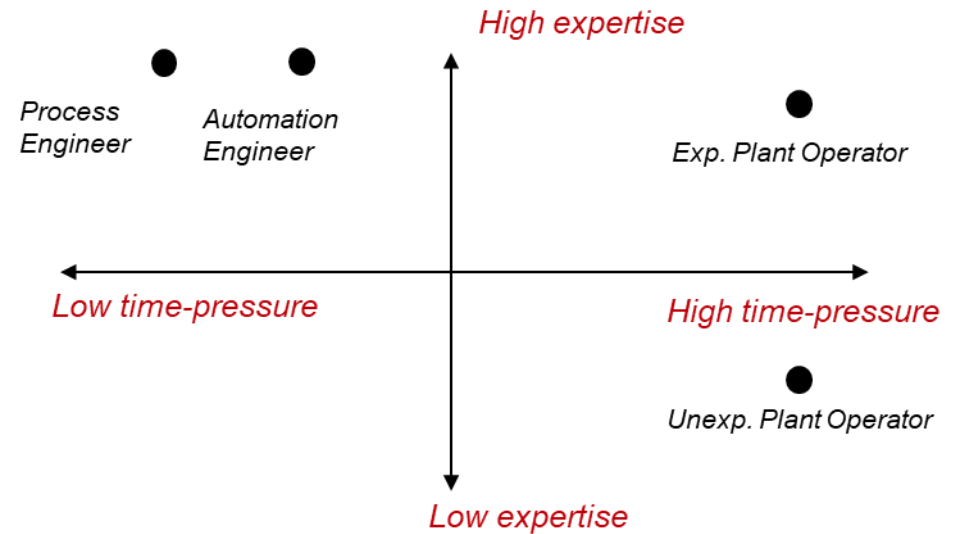 High expertise
Process
Engineer
Automation
Engineer
Exp. Plant Operator
Low time-pressure
High time-pressure
Unexp. Plant Operator
Low expertise